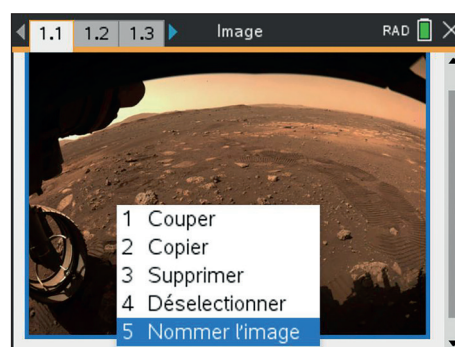 1.1 1.2 1.3 Image RAD
1 Couper
2 Copier
3 Supprimer
4 Déselectionner
5 Nommer l'image